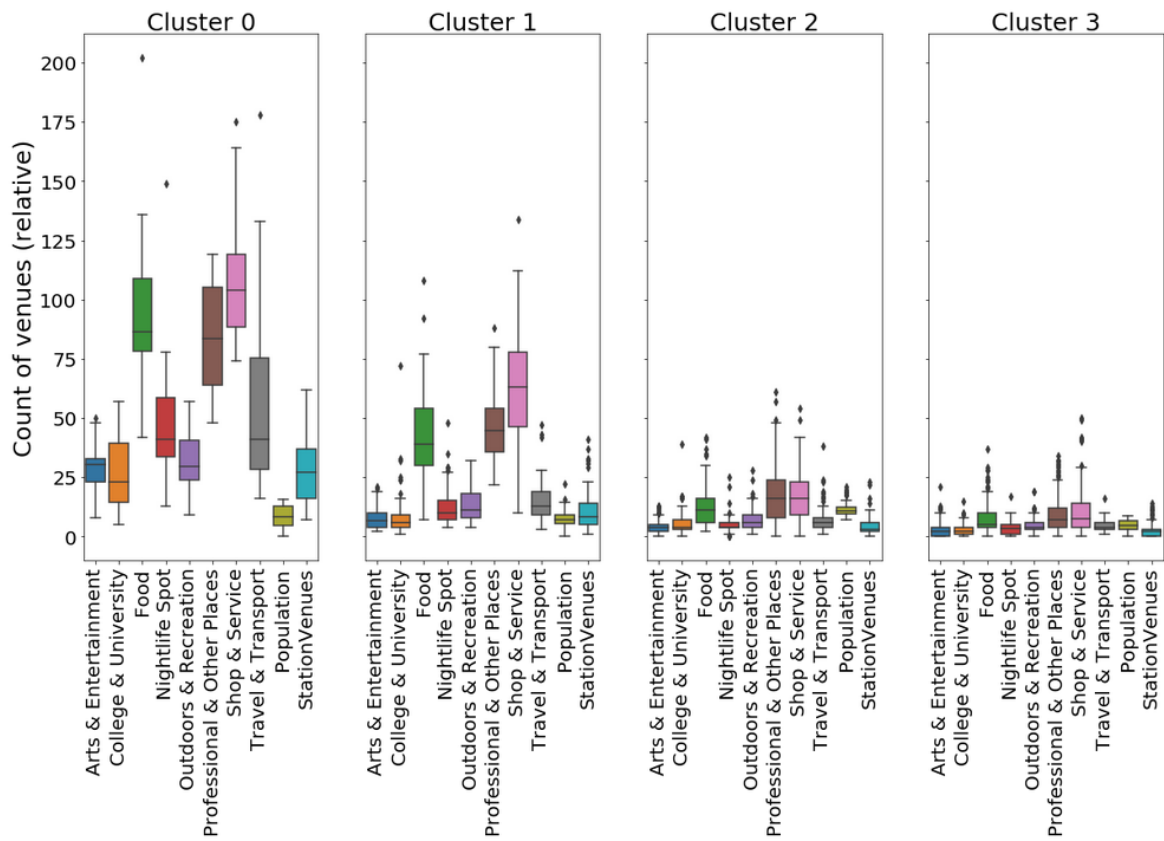 Cluster 0
Cluster 1
Cluster 2
Cluster 3
Count of venues (relative)
200
175
150
125
100
75
50
25
0
Arts & Entertainment
College & University
Food
Nightlife Spot
Outdoors & Recreation
Professional & Other Places
Shop & Service
Travel & Transport
Population
StationVenues
Arts & Entertainment
College & University
Food
Nightlife Spot
Outdoors & Recreation
Professional & Other Places
Shop & Service
Travel & Transport
Population
StationVenues
Arts & Entertainment
College & University
Food
Nightlife Spot
Outdoors & Recreation
Professional & Other Places
Shop & Service
Travel & Transport
Population
StationVenues
Arts & Entertainment
College & University
Food
Nightlife Spot
Outdoors & Recreation
Professional & Other Places
Shop & Service
Travel & Transport
Population
StationVenues